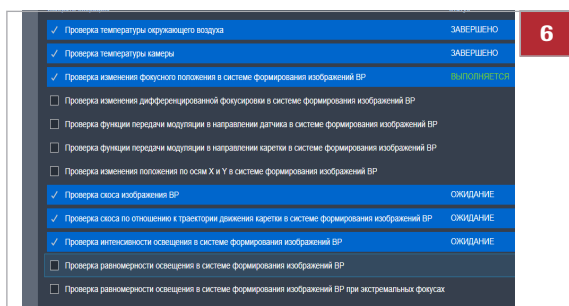 6
✓ Проверка температуры окружающего воздуха ЗАВЕРШЕНО
✓ Проверка температуры камеры ЗАВЕРШЕНО
✓ Проверка изменения фокусного положения в системе формирования изображений ВР ВЫПОЛНЯЕТСЯ
Проверка изменения дифференцированной фокусировки в системе формирования изображений ВР
Проверка функции передачи модуляции в направлении датчика в системе формирования изображений ВР
Проверка функции передачи модуляции в направлении каретки в системе формирования изображений ВР
Проверка изменения положения по осям X и Y в системе формирования изображений ВР
✓ Проверка скоса изображения ВР ОЖИДАНИЕ
✓ Проверка скоса по отношению к траектории движения каретки в системе формирования изображений ВР ОЖИДАНИЕ
✓ Проверка интенсивности освещения в системе формирования изображений ВР ОЖИДАНИЕ
Проверка равномерности освещения в системе формирования изображений ВР
Проверка равномерности освещения в системе формирования изображений ВР при экстремальных фокусах